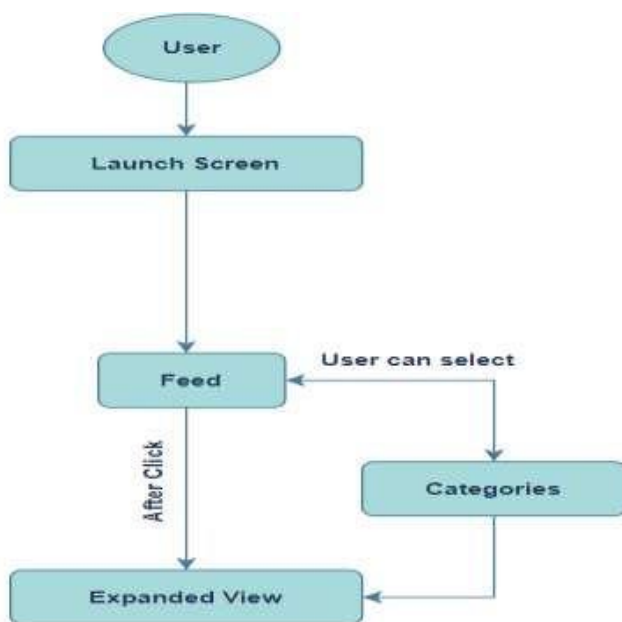 User
Launch Screen
User can select
Feed
After Click
Categories
Expanded View